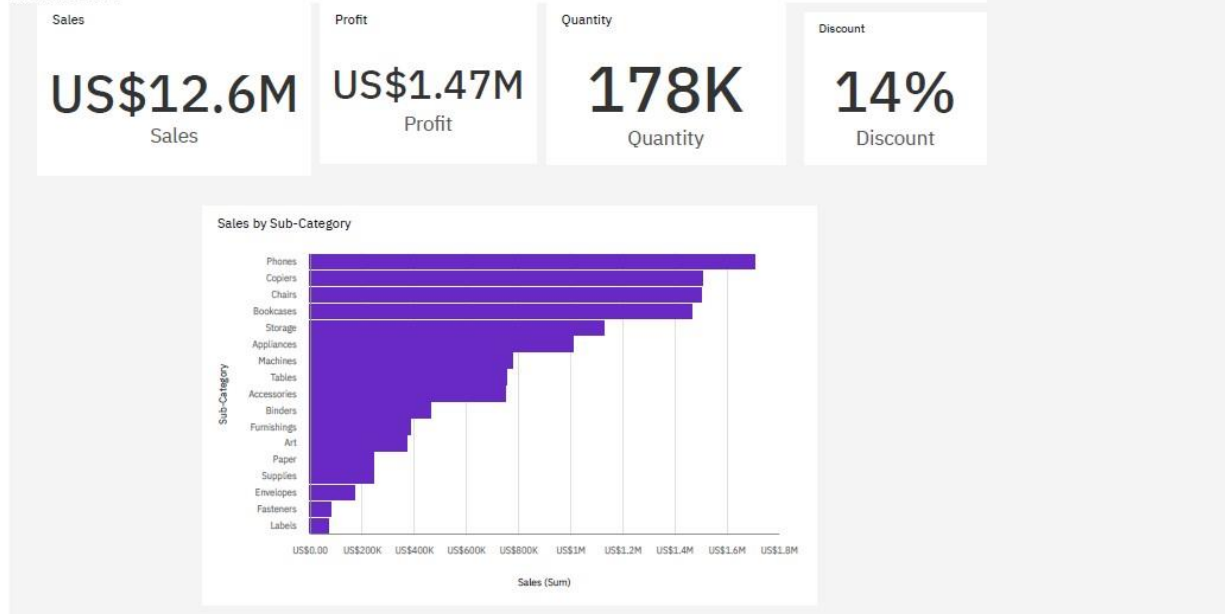 Sales
Profit
Quantity
Discount
US$12.6M
Sales
US$1.47M
Profit
178K
Quantity
14%
Discount
Sales by Sub-Category
Sub-Category
Phones
Copiers
Chairs
Bookcases
Storage
Appliances
Machines
Tables
Accessories
Binders
Furnishings
Art
Paper
Supplies
Envelopes
Fasteners
Labels
US$0.00 US$200K US$400K US$600K US$800K US$1M US$1.2M US$1.4M US$1.6M US$1.8M
Sales (Sum)